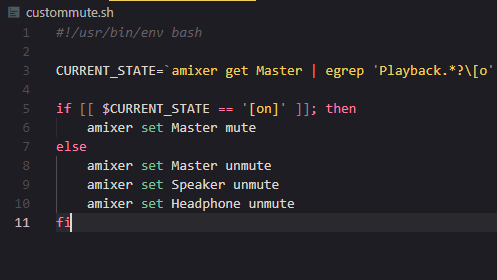 custommute.sh
1 #!/usr/bin/env bash
2
3 CURRENT_STATE=`amixer get Master | egrep 'Playback.*?\[o'
4
5 if [[ $CURRENT_STATE == '[on]' ]]; then
6     amixer set Master mute
7 else
8     amixer set Master unmute
9     amixer set Speaker unmute
10     amixer set Headphone unmute
11 fi